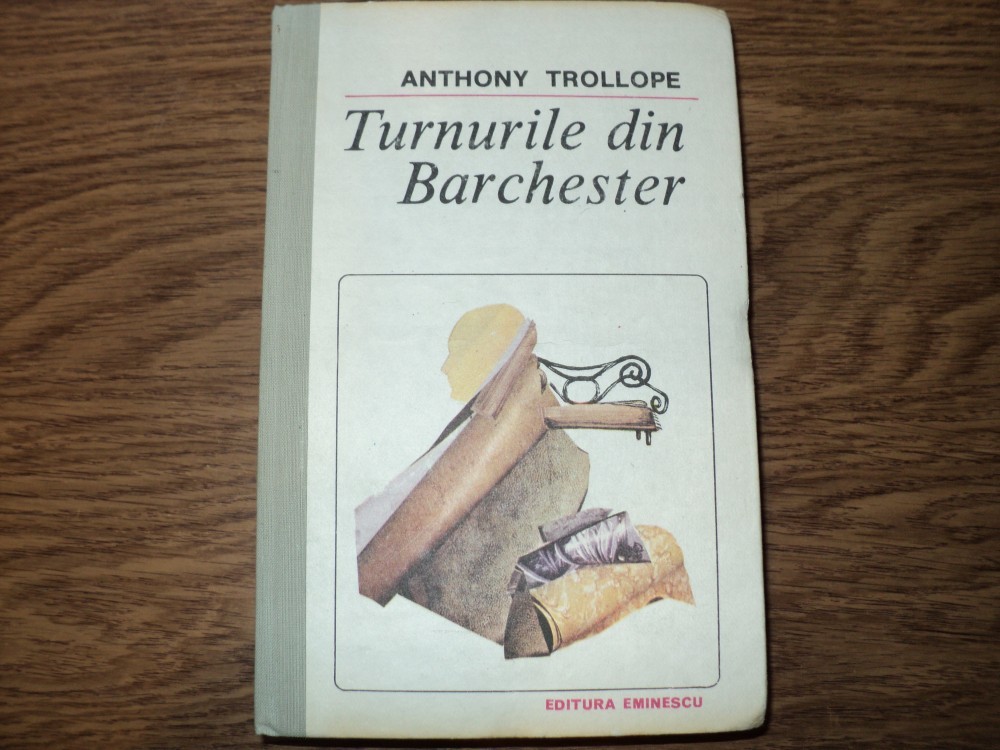 ANTHONY TROLLOPE
Turnurile din
Barchester
EDITURA EMINESCU